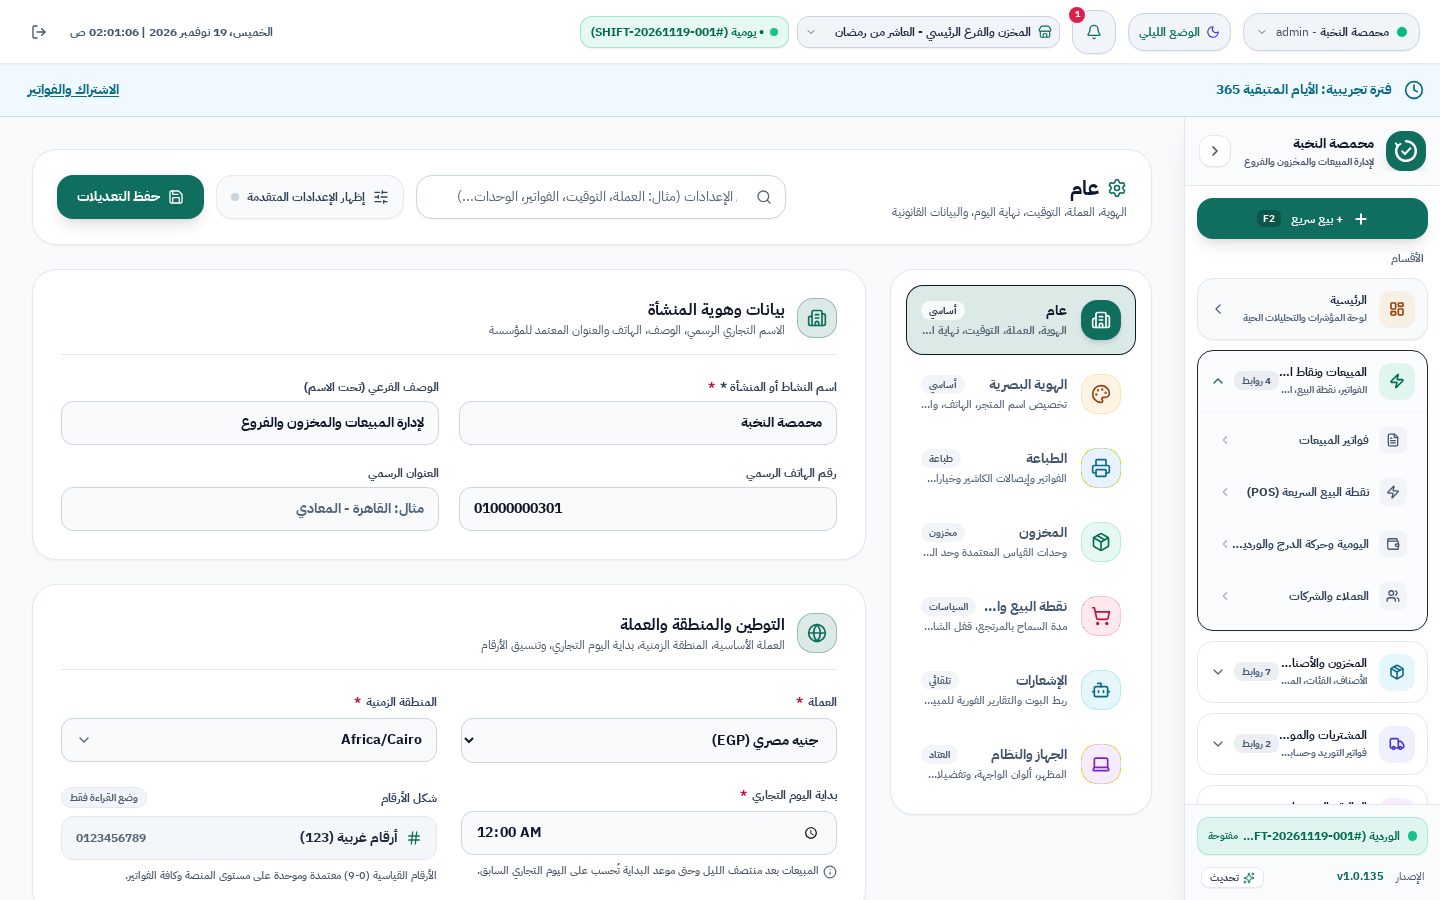 محمصة النخبة - admin
الوضع الليلي
1
المخزن والفرع الرئيسي - العاشر من رمضان
• يومية (#SHIFT-20261119-001)
الخميس، 19 نوفمبر 2026 | 02:01:06 ص
فترة تجريبية: الأيام المتبقية 365
الاشتراك والفواتير
محمصة النخبة
لإدارة المبيعات والمخزون والفروع
+ بيع سريع F2
الأقسام
الرئيسية
لوحة المؤشرات والتحليلات الحية
المبيعات ونقاط ا...
4 روابط
الفواتير، نقطة البيع، ا...
فواتير المبيعات
نقطة البيع السريعة (POS)
اليومية وحركة الدرج والورديـ...
العملاء والشركات
المخزون والأصنا...
7 روابط
الأصناف، الفئات، المـ...
المشتريات والمو...
2 روابط
فواتير التوريد وحسابـ...
الوردية (#FT-20261119-001...
مفتوحة
الإصدار v1.0.135
تحديث
عام
الهوية، العملة، التوقيت، نهاية اليوم، والبيانات القانونية
الإعدادات (مثال: العملة، التوقيت، الفواتير، الوحدات...)
إظهار الإعدادات المتقدمة
حفظ التعديلات
عام
أساسي
الهوية، العملة، التوقيت، نهاية ا...
الهوية البصرية
أساسي
تخصيص اسم المتجر، الهاتف، وا...
الطباعة
طباعة
الفواتير وإيصالات الكاشير وخيارا...
المخزون
مخزون
وحدات القياس المعتمدة وحد الـ...
نقطة البيع وا...
السياسات
مدة السماح بالمرتجع، قفل الشا...
الإشعارات
تلقائي
ربط البوت والتقارير الفورية للمبيـ...
الجهاز والنظام
العتاد
المظهر، ألوان الواجهة، وتفضيلا...
بيانات وهوية المنشأة
الاسم التجاري الرسمي، الوصف، الهاتف والعنوان المعتمد للمؤسسة
اسم النشاط أو المنشأة * *
الوصف الفرعي (تحت الاسم)
محمصة النخبة
لإدارة المبيعات والمخزون والفروع
رقم الهاتف الرسمي
العنوان الرسمي
01000000301
مثال: القاهرة - المعادي
التوطين والمنطقة والعملة
العملة الأساسية، المنطقة الزمنية، بداية اليوم التجاري، وتنسيق الأرقام
العملة *
المنطقة الزمنية *
جنيه مصري (EGP)
Africa/Cairo
بداية اليوم التجاري *
شكل الأرقام
وضع القراءة فقط
12:00 AM
أرقام غربية (123)
0123456789
المبيعات بعد منتصف الليل وحتى موعد البداية تُحسب على اليوم التجاري السابق.
الأرقام القياسية (0-9) معتمدة وموحدة على مستوى المنصة وكافة الفواتير.